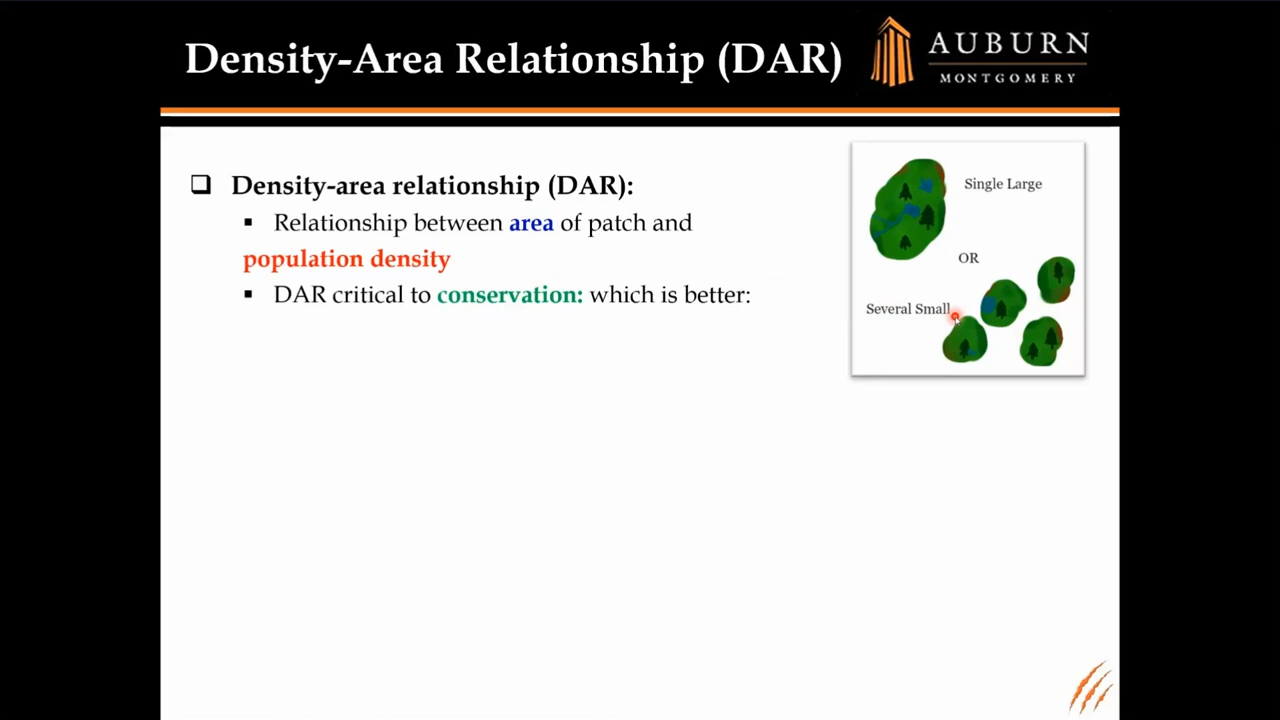 Density-Area Relationship (DAR)
AUBURN
MONTGOMERY
❑ Density-area relationship (DAR):
▪ Relationship between area of patch and
population density
▪ DAR critical to conservation: which is better:
Single Large
OR
Several Small